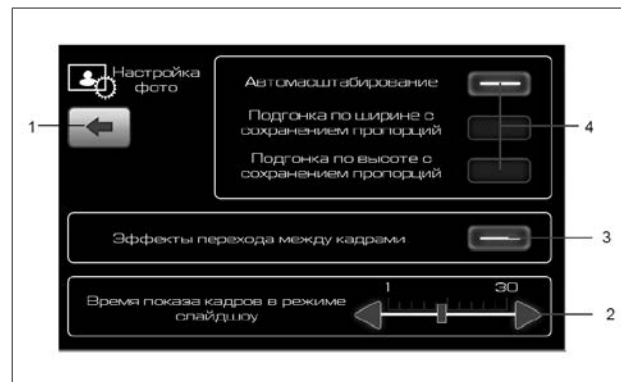 Настройка
фото
Автомасштабирование
Подгонка по ширине с
сохранением пропорций
Подгонка по высоте с
сохранением пропорций
1
4
Эффекты перехода между кадрами
3
1 30
Время показа кадров в режиме
слайдшоу
2